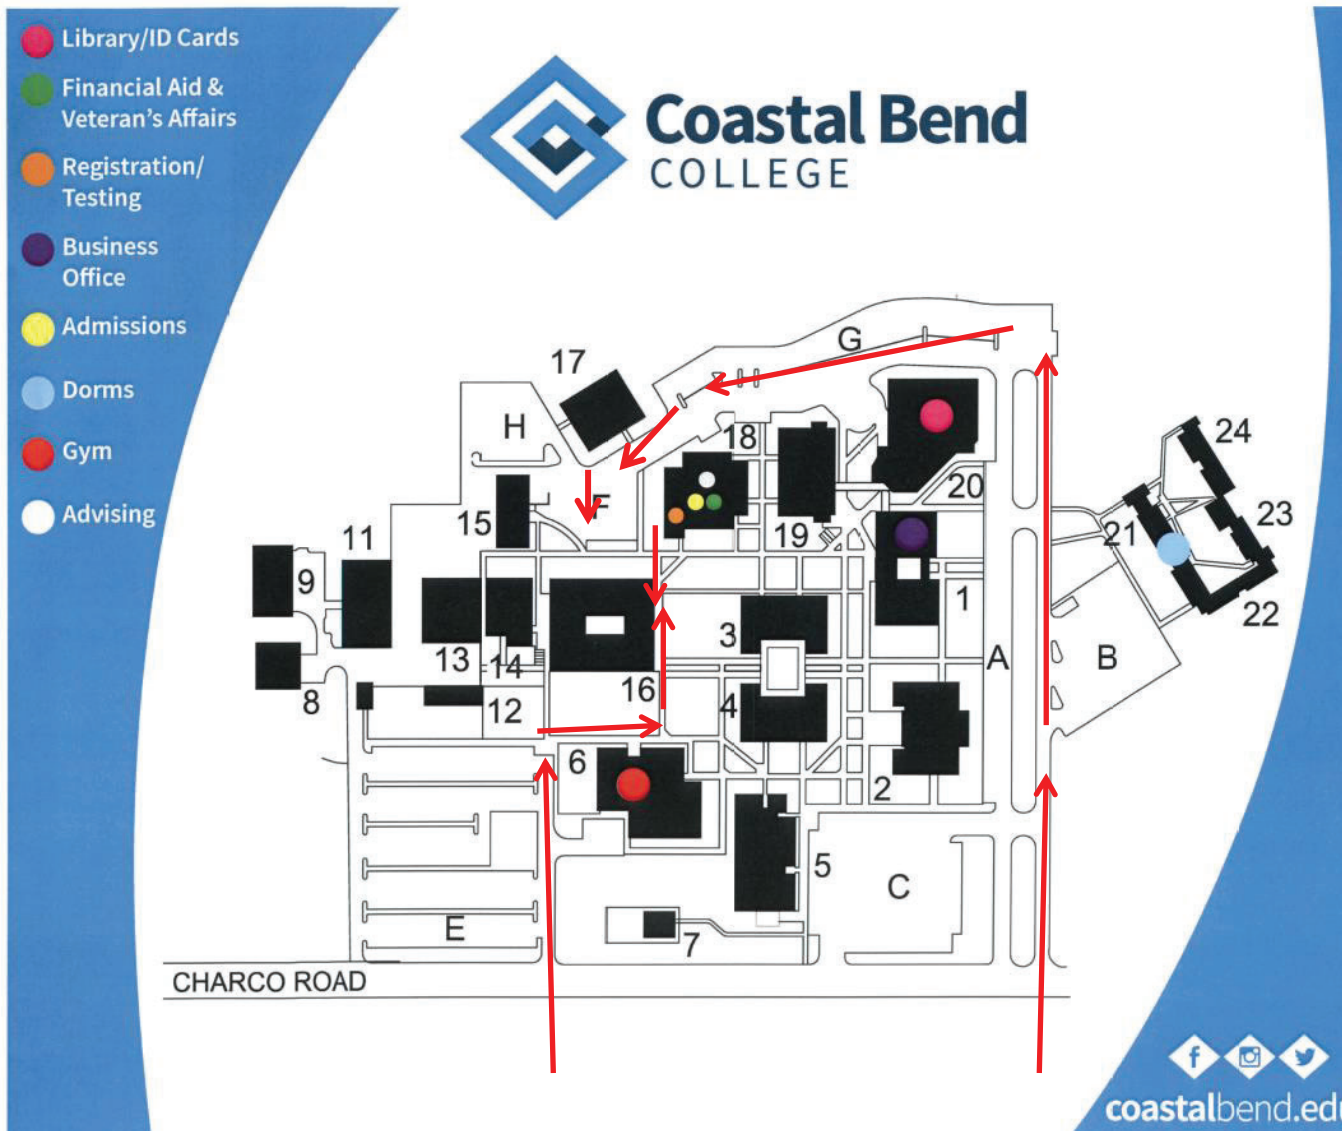 Library/ID Cards
Financial Aid &
Veteran's Affairs
Registration/
Testing
Business
Office
Admissions
Dorms
Gym
Advising
Coastal Bend
COLLEGE
G
17
H
18
24
F
15
20
19
21
23
11
9
1
22
3
A
B
13
14
16
8
12
4
6
2
5
C
E
7
CHARCO ROAD
coastalbend.edu